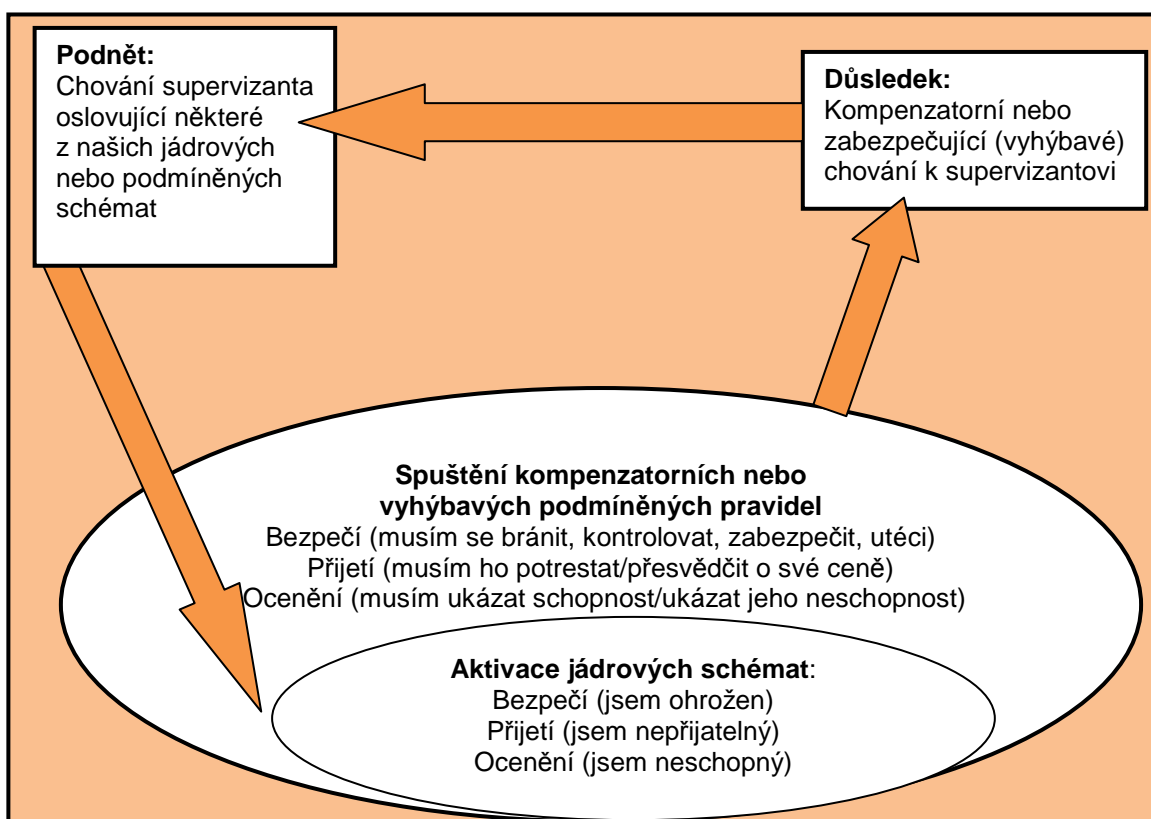 Podnět:
Chování supervizanta
oslovující některé
z našich jádrových
nebo podmíněných
schémat
Důsledek:
Kompenzatorní nebo
zabezpečující (vyhýbavé)
chování k supervizantovi
Spuštění kompenzatorních nebo
vyhýbavých podmíněných pravidel
Bezpečí (musím se bránit, kontrolovat, zabezpečit, utéci)
Přijetí (musím ho potrestat/přesvědčit o své ceně)
Ocenění (musím ukázat schopnost/ukázat jeho neschopnost)
Aktivace jádrových schémat:
Bezpečí (jsem ohrožen)
Přijetí (jsem nepřijatelný)
Ocenění (jsem neschopný)